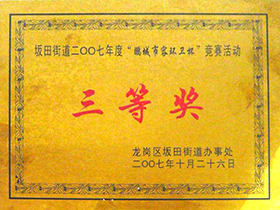 坂田街道二〇〇七年度“鹏城市容环卫杯”竞赛活动
三等奖
龙岗区坂田街道办事处
二〇〇七年十月二十六日